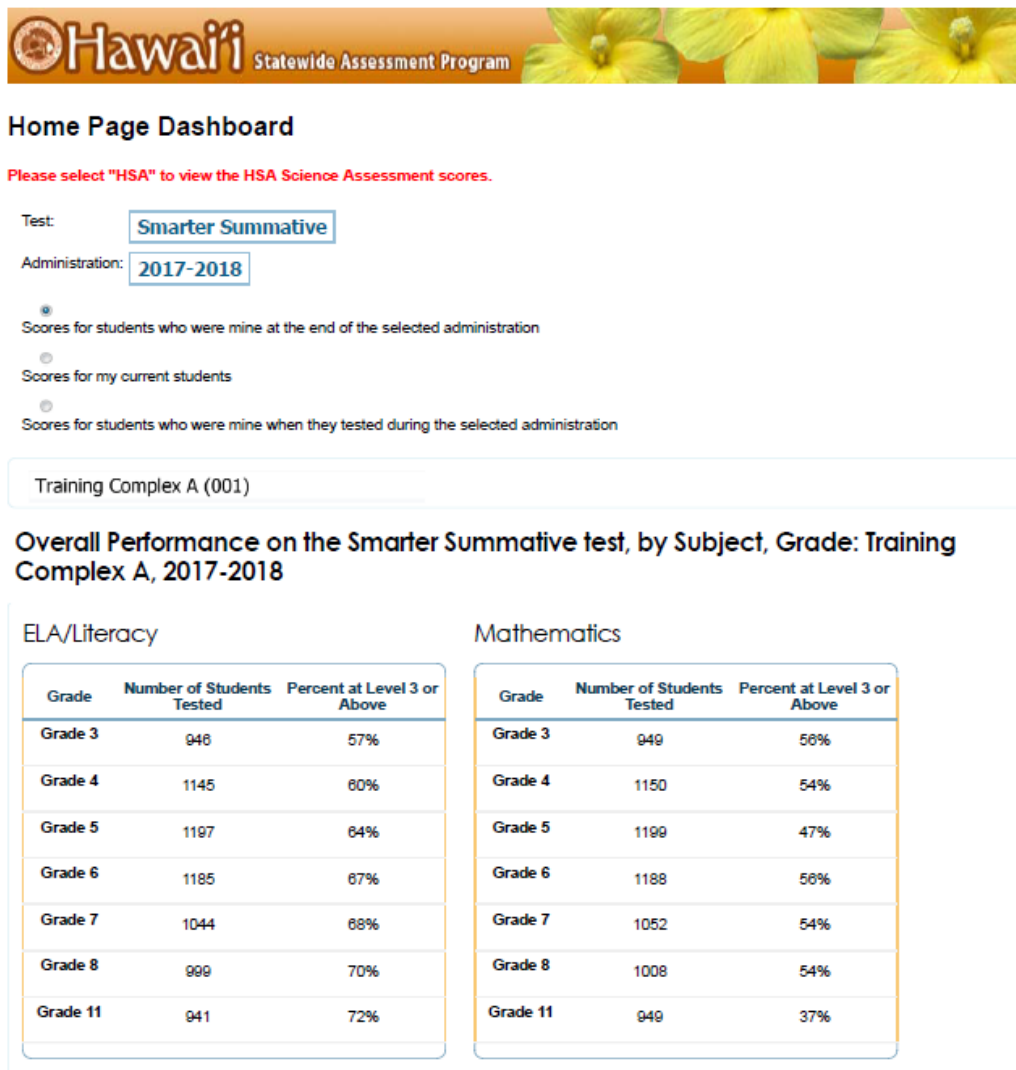 Hawai'i Statewide Assessment Program
Home Page Dashboard
Please select "HSA" to view the HSA Science Assessment scores.
Test: Smarter Summative
Administration: 2017-2018
Scores for students who were mine at the end of the selected administration
Scores for my current students
Scores for students who were mine when they tested during the selected administration
Training Complex A (001)
Overall Performance on the Smarter Summative test, by Subject, Grade: Training
Complex A, 2017-2018
ELA/Literacy
Grade Number of Students Tested Percent at Level 3 or Above
Grade 3 946 57%
Grade 4 1145 60%
Grade 5 1197 64%
Grade 6 1185 67%
Grade 7 1044 68%
Grade 8 999 70%
Grade 11 941 72%
Mathematics
Grade Number of Students Tested Percent at Level 3 or Above
Grade 3 949 56%
Grade 4 1150 54%
Grade 5 1199 47%
Grade 6 1188 56%
Grade 7 1052 54%
Grade 8 1008 54%
Grade 11 949 37%